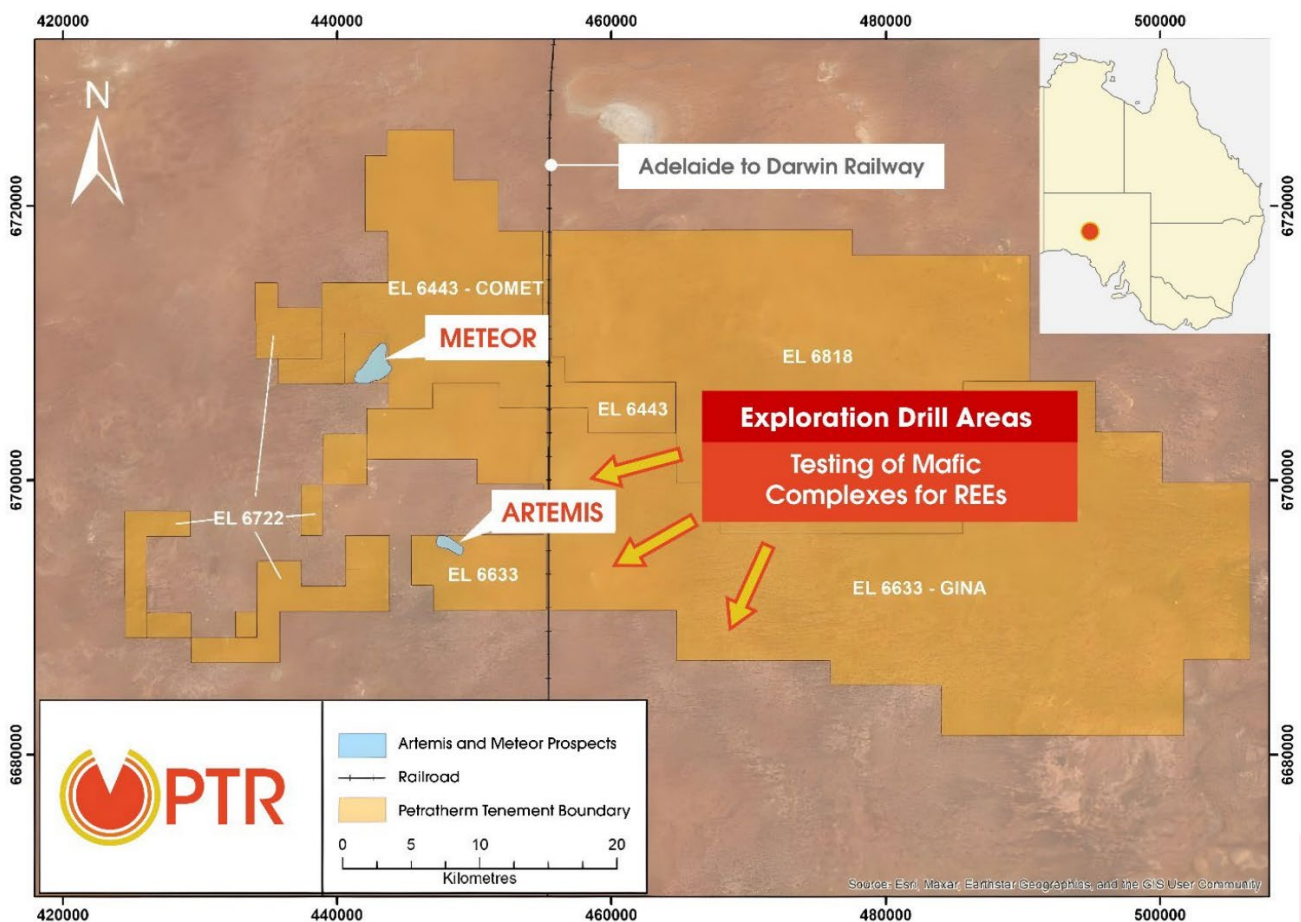 420000
440000
460000
480000
500000
N
Adelaide to Darwin Railway
6720000
6720000
EL 6443 - COMET
METEOR
EL 6818
EL 6443
Exploration Drill Areas
Testing of Mafic
Complexes for REEs
6700000
6700000
EL 6722
ARTEMIS
EL 6633
EL 6633 - GINA
PTR
Artemis and Meteor Prospects
Railroad
Petratherm Tenement Boundary
0 5 10 20
Kilometres
6680000
6680000
Source: Esri, Maxar, Earthstar Geographics, and the GIS User Community
420000
440000
460000
480000
500000